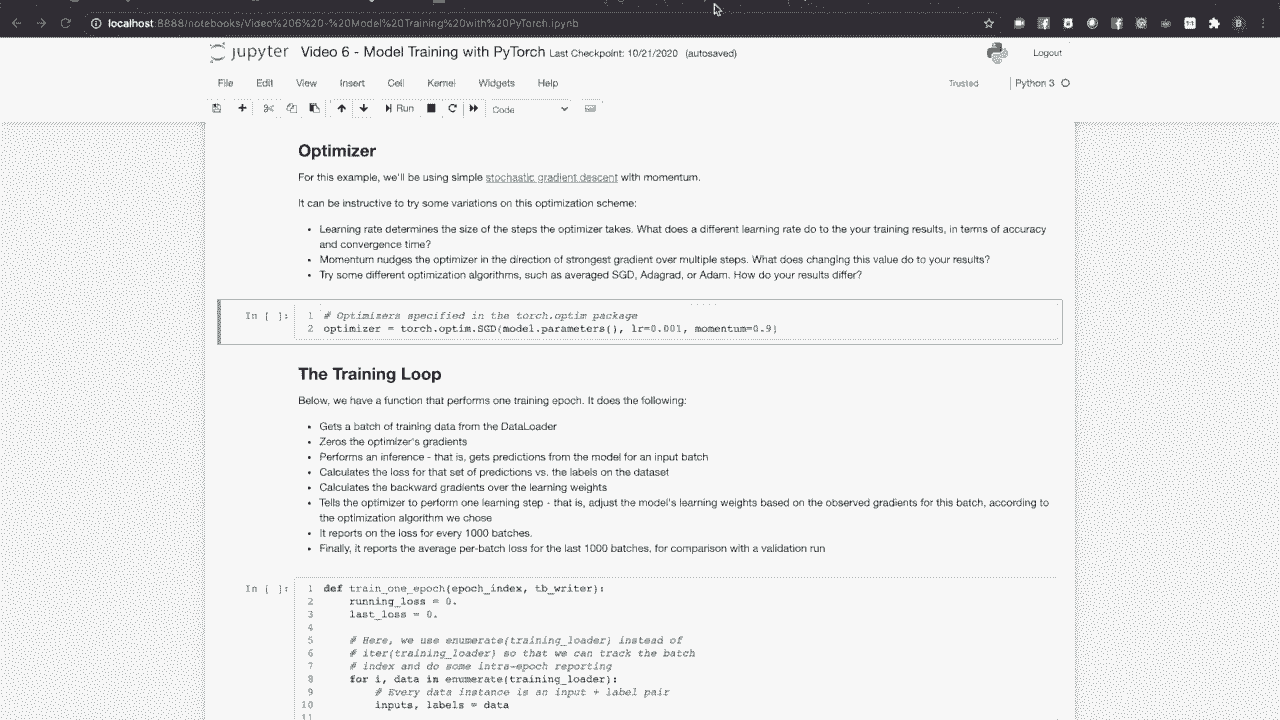 localhost:8888/notebooks/Video%206%20-%20Model%20Training%20with%20PyTorch.ipynb
jupyter Video 6 - Model Training with PyTorch Last Checkpoint: 10/21/2020 (autosaved) Logout
File Edit View Insert Cell Kernel Widgets Help Trusted Python 3
Run Code
Optimizer
For this example, we'll be using simple stochastic gradient descent with momentum.
It can be instructive to try some variations on this optimization scheme:
• Learning rate determines the size of the steps the optimizer takes. What does a different learning rate do to the your training results, in terms of accuracy
and convergence time?
• Momentum nudges the optimizer in the direction of strongest gradient over multiple steps. What does changing this value do to your results?
• Try some different optimization algorithms, such as averaged SGD, Adagrad, or Adam. How do your results differ?
In [ ]: 1 # Optimizers specified in the torch.optim package
2 optimizer = torch.optim.SGD(model.parameters(), lr=0.001, momentum=0.9)
The Training Loop
Below, we have a function that performs one training epoch. It does the following:
• Gets a batch of training data from the DataLoader
• Zeros the optimizer's gradients
• Performs an inference - that is, gets predictions from the model for an input batch
• Calculates the loss for that set of predictions vs. the labels on the dataset
• Calculates the backward gradients over the learning weights
• Tells the optimizer to perform one learning step - that is, adjust the model's learning weights based on the observed gradients for this batch, according to
the optimization algorithm we chose
• It reports on the loss for every 1000 batches.
• Finally, it reports the average per-batch loss for the last 1000 batches, for comparison with a validation run
In [ ]: 1 def train_one_epoch(epoch_index, tb_writer):
2 running_loss = 0.
3 last_loss = 0.
4
5 # Here, we use enumerate(training_loader) instead of
6 # iter(training_loader) so that we can track the batch
7 # index and do some intra-epoch reporting
8 for i, data in enumerate(training_loader):
9 # Every data instance is an input + label pair
10 inputs, labels = data
11